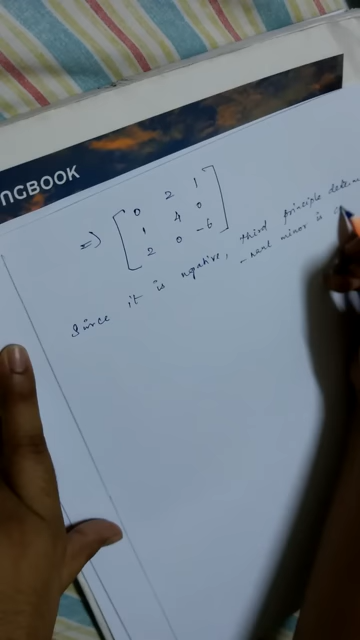 NGBOOK
=> [ 0 2 1
1 4 0
2 0 -6 ]
Since it is negative, third principle determi
-nant minor is